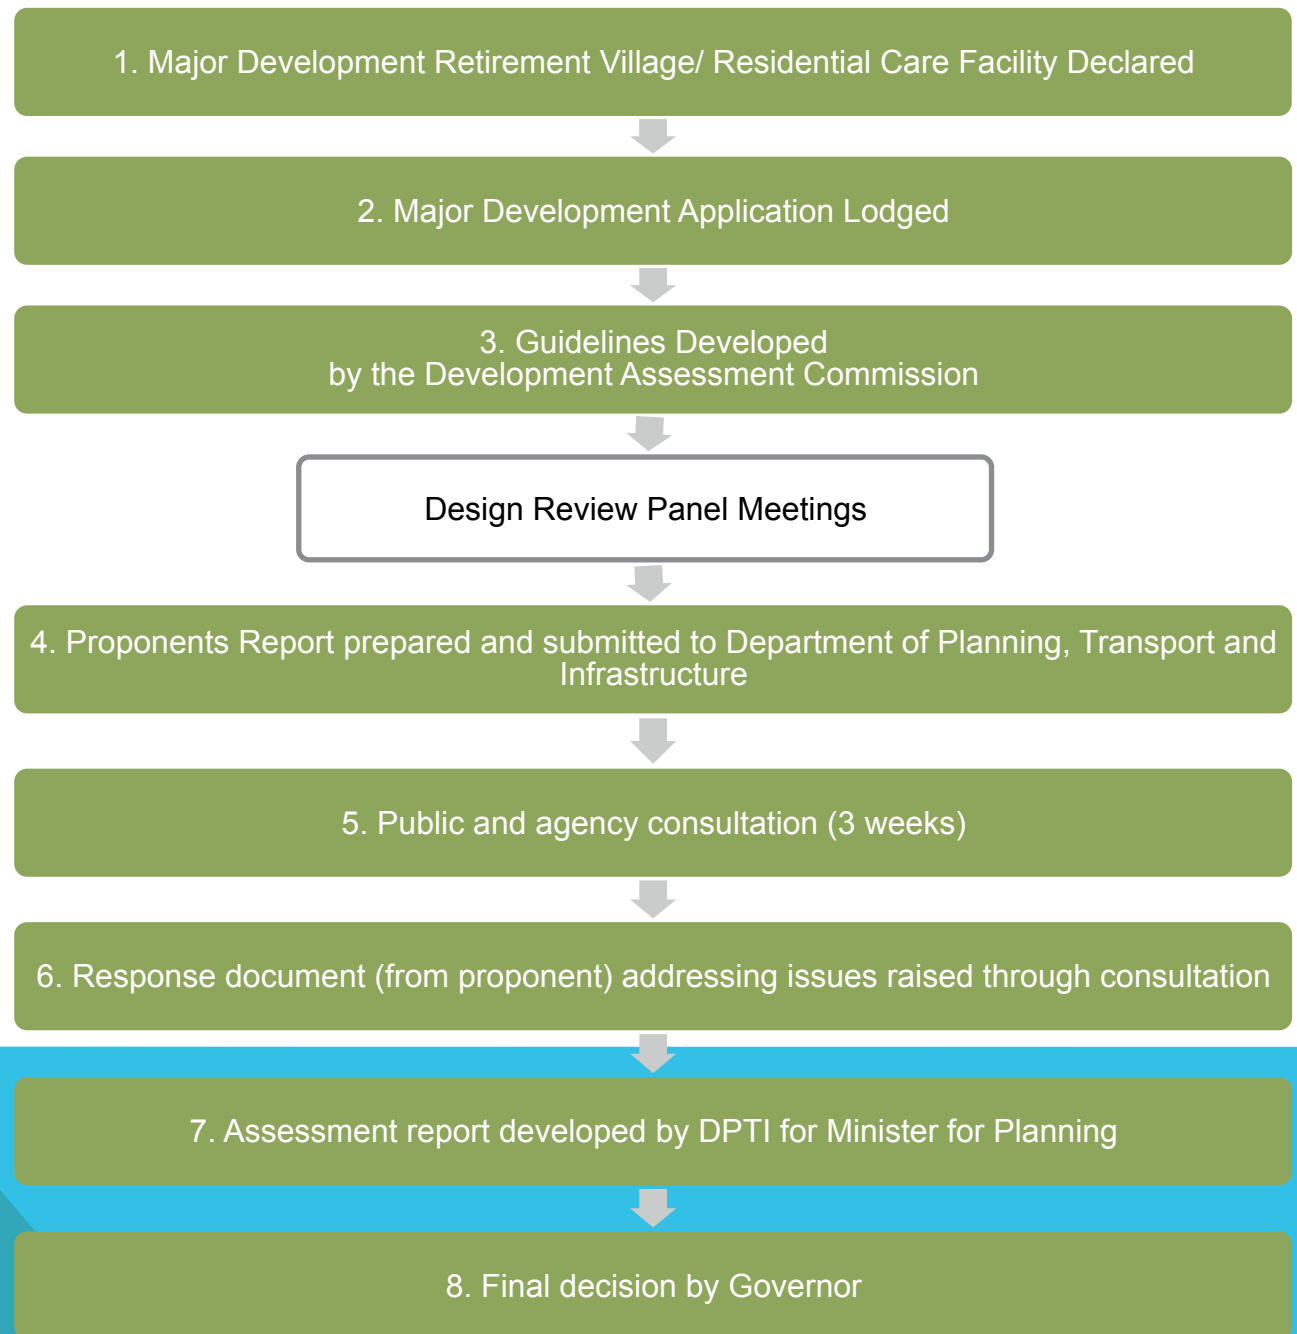 1. Major Development Retirement Village/ Residential Care Facility Declared
2. Major Development Application Lodged
3. Guidelines Developed
by the Development Assessment Commission
Design Review Panel Meetings
4. Proponents Report prepared and submitted to Department of Planning, Transport and
Infrastructure
5. Public and agency consultation (3 weeks)
6. Response document (from proponent) addressing issues raised through consultation
7. Assessment report developed by DPTI for Minister for Planning
8. Final decision by Governor